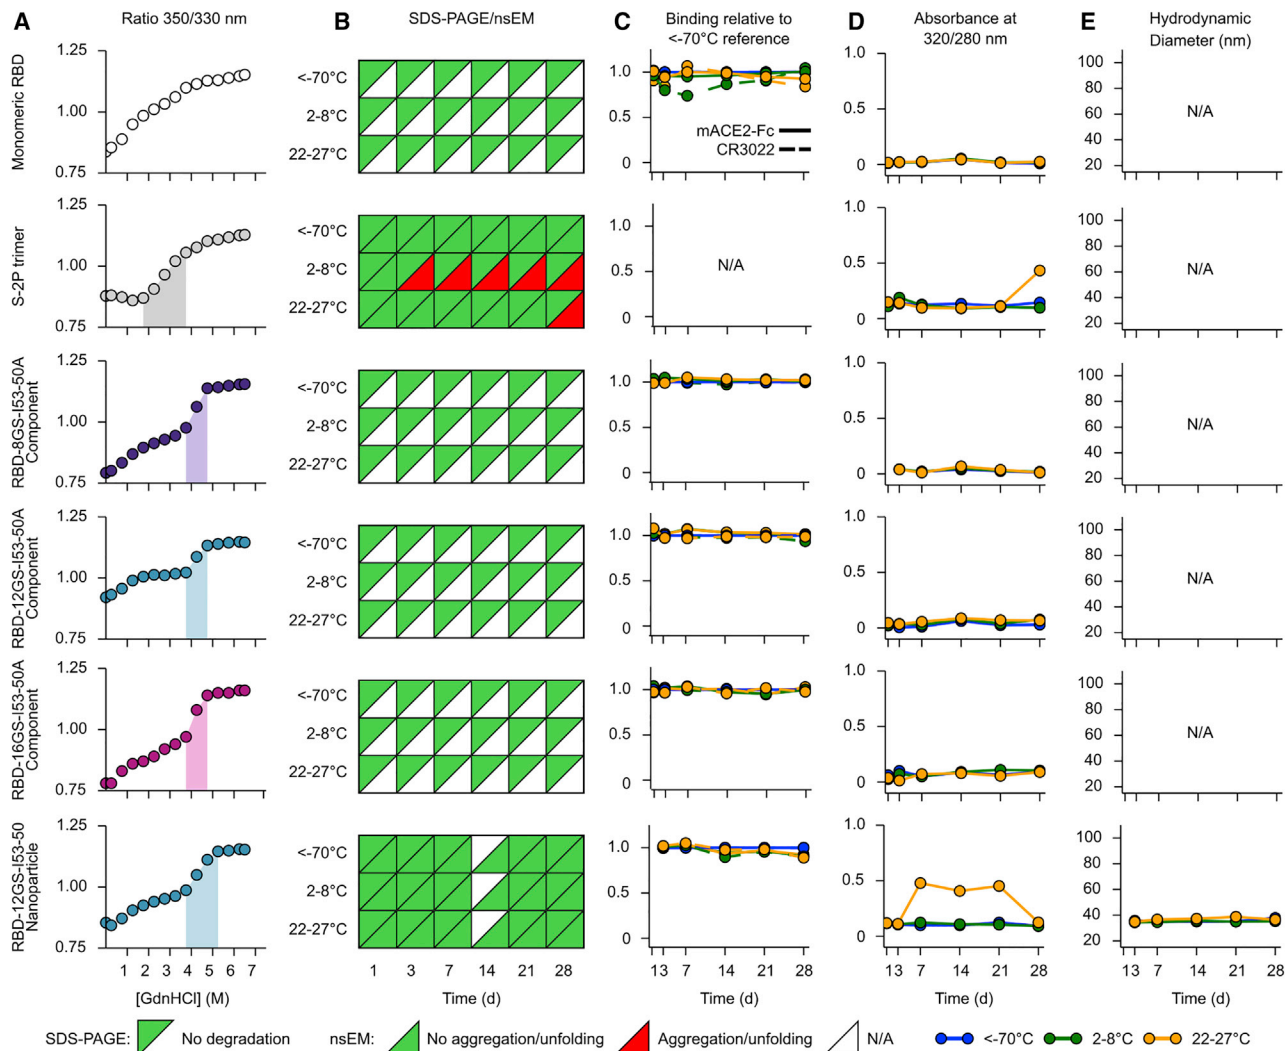 A Ratio 350/330 nm
B SDS-PAGE/nsEM
C Binding relative to <-70°C reference
D Absorbance at 320/280 nm
E Hydrodynamic Diameter (nm)
Monomeric RBD
1.25
1.00
0.75
<-70°C
2-8°C
22-27°C
1.0
0.5
0
mACE2-Fc
CR3022
1.0
0.5
0
100
80
60
40
20
N/A
S-2P trimer
1.25
1.00
0.75
<-70°C
2-8°C
22-27°C
1.0
0.5
0
N/A
1.0
0.5
0
100
80
60
40
20
N/A
RBD-8GS-I53-50A
Component
1.25
1.00
0.75
<-70°C
2-8°C
22-27°C
1.0
0.5
0
1.0
0.5
0
100
80
60
40
20
N/A
RBD-12GS-I53-50A
Component
1.25
1.00
0.75
<-70°C
2-8°C
22-27°C
1.0
0.5
0
1.0
0.5
0
100
80
60
40
20
N/A
RBD-16GS-I53-50A
Component
1.25
1.00
0.75
<-70°C
2-8°C
22-27°C
1.0
0.5
0
1.0
0.5
0
100
80
60
40
20
N/A
RBD-12GS-I53-50
Nanoparticle
1.25
1.00
0.75
<-70°C
2-8°C
22-27°C
1.0
0.5
0
1.0
0.5
0
100
80
60
40
20
1 2 3 4 5 6 7
[GdnHCl] (M)
1 3 7 14 21 28
Time (d)
1 3 7 14 21 28
Time (d)
1 3 7 14 21 28
Time (d)
1 3 7 14 21 28
Time (d)
SDS-PAGE: No degradation
nsEM: No aggregation/unfolding
Aggregation/unfolding
N/A
<-70°C
2-8°C
22-27°C